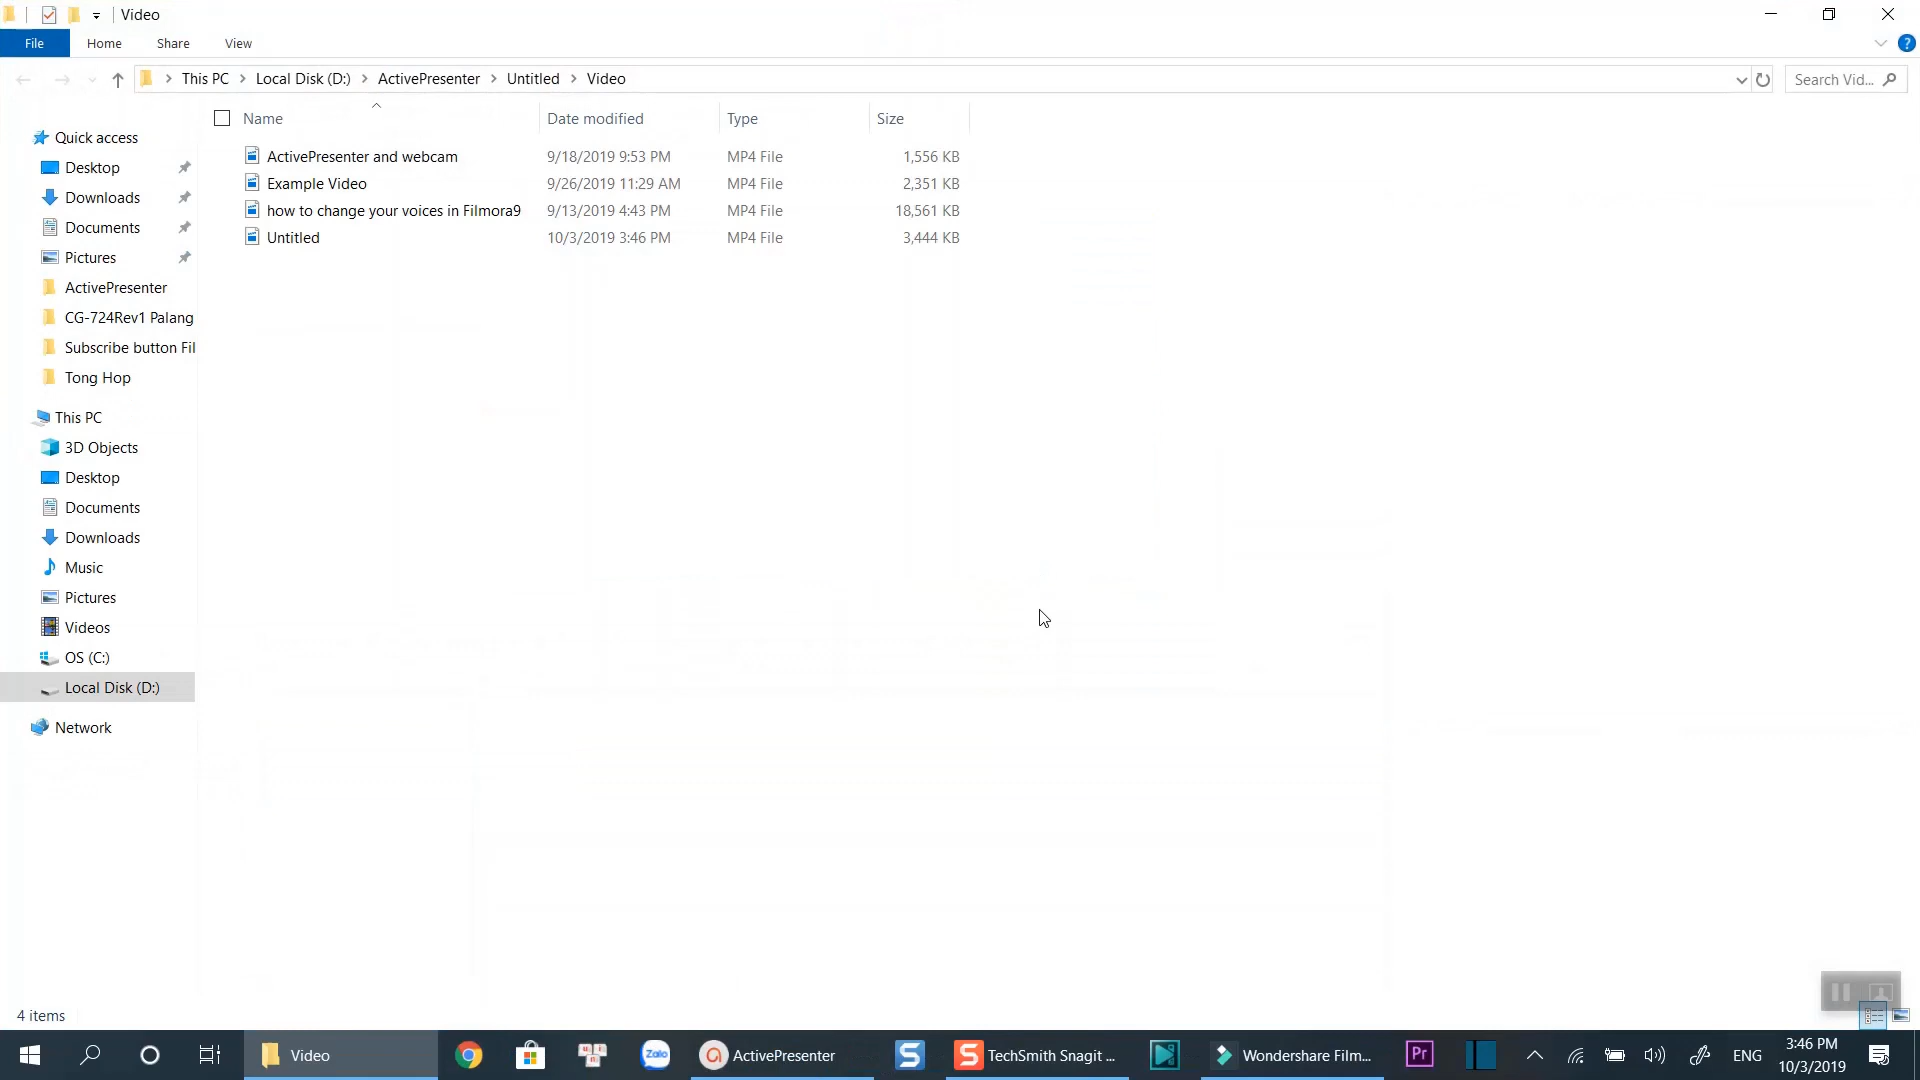 Video
File Home Share View
This PC Local Disk (D:) ActivePresenter Untitled Video
Search Vid...
Name Date modified Type Size
ActivePresenter and webcam 9/18/2019 9:53 PM MP4 File 1,556 KB
Example Video 9/26/2019 11:29 AM MP4 File 2,351 KB
how to change your voices in Filmora9 9/13/2019 4:43 PM MP4 File 18,561 KB
Untitled 10/3/2019 3:46 PM MP4 File 3,444 KB
Quick access
Desktop
Downloads
Documents
Pictures
ActivePresenter
CG-724Rev1 Palang
Subscribe button Fil
Tong Hop
This PC
3D Objects
Desktop
Documents
Downloads
Music
Pictures
Videos
OS (C:)
Local Disk (D:)
Network
4 items
Video
Zalo
ActivePresenter
S
S TechSmith Snagit ...
Wondershare Film...
Pr
ENG
3:46 PM
10/3/2019